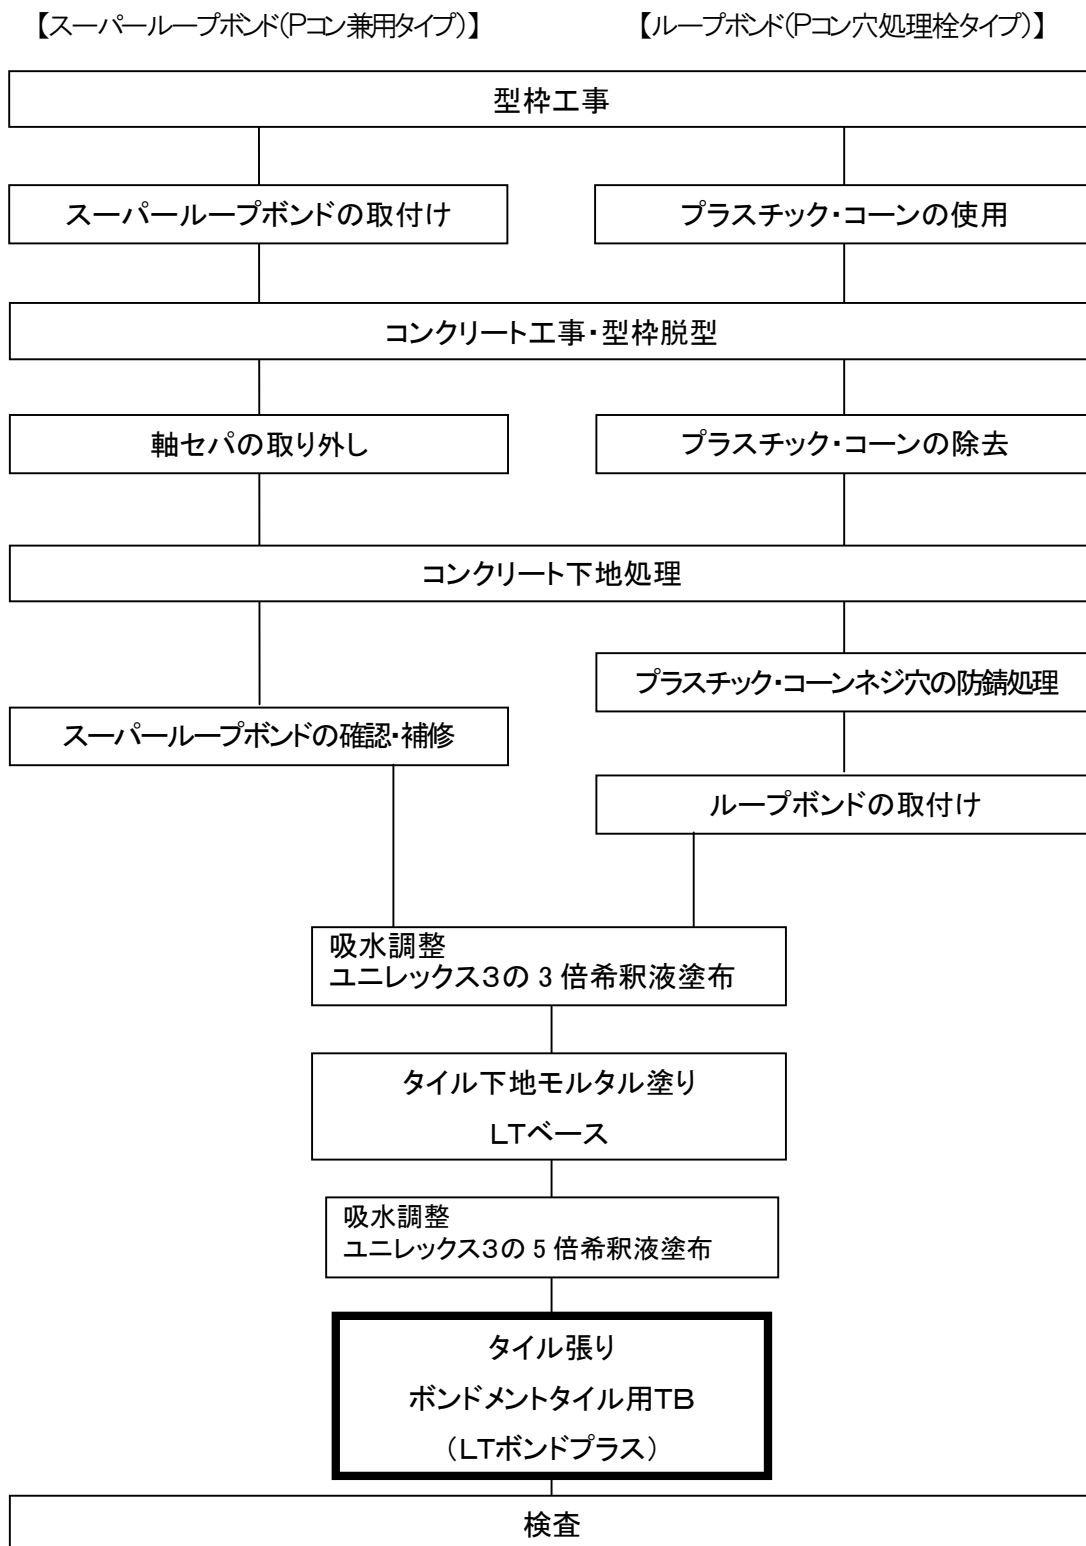 【スーパーループボンド(Pコン兼用タイプ)】
【ループボンド(Pコン穴処理栓タイプ)】
型枠工事
スーパーループボンドの取付け
プラスチック・コーンの使用
コンクリート工事・型枠脱型
軸セパの取り外し
プラスチック・コーンの除去
コンクリート下地処理
プラスチック・コーンネジ穴の防錆処理
スーパーループボンドの確認・補修
ループボンドの取付け
吸水調整
ユニレックス3の 3 倍希釈液塗布
タイル下地モルタル塗り
LTベース
吸水調整
ユニレックス3の 5 倍希釈液塗布
タイル張り
ボンドメントタイル用TB
(LTボンドプラス)
検査